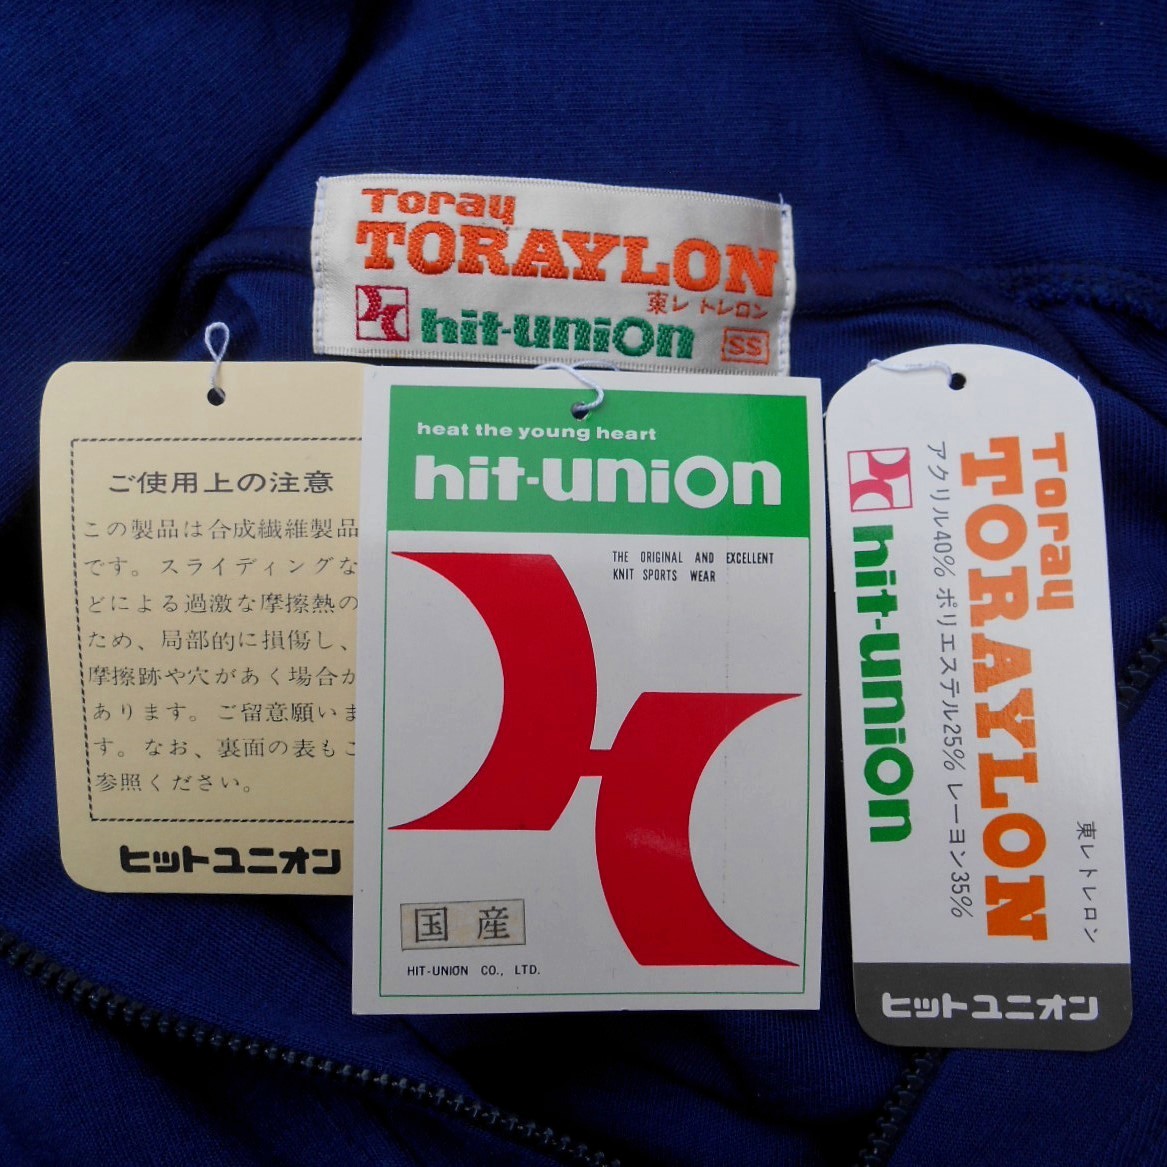 Toray
TORAYLON
東レ トレロン
hit-union
SS
ご使用上の注意
この製品は合成繊維製品
です。スライディングな
どによる過激な摩擦熱の
ため、局部的に損傷し、
摩擦跡や穴があく場合か
あります。ご留意願いま
す。なお、裏面の表もこ
参照ください。
ヒットユニオン
heat the young heart
hit-union
THE ORIGINAL AND EXCELLENT
KNIT SPORTS WEAR
国産
HIT-UNION CO., LTD.
Toray
TORAYLON
東レトレロン
アクリル40% ポリエステル25% レーヨン35%
hit-union
ヒットユニオン